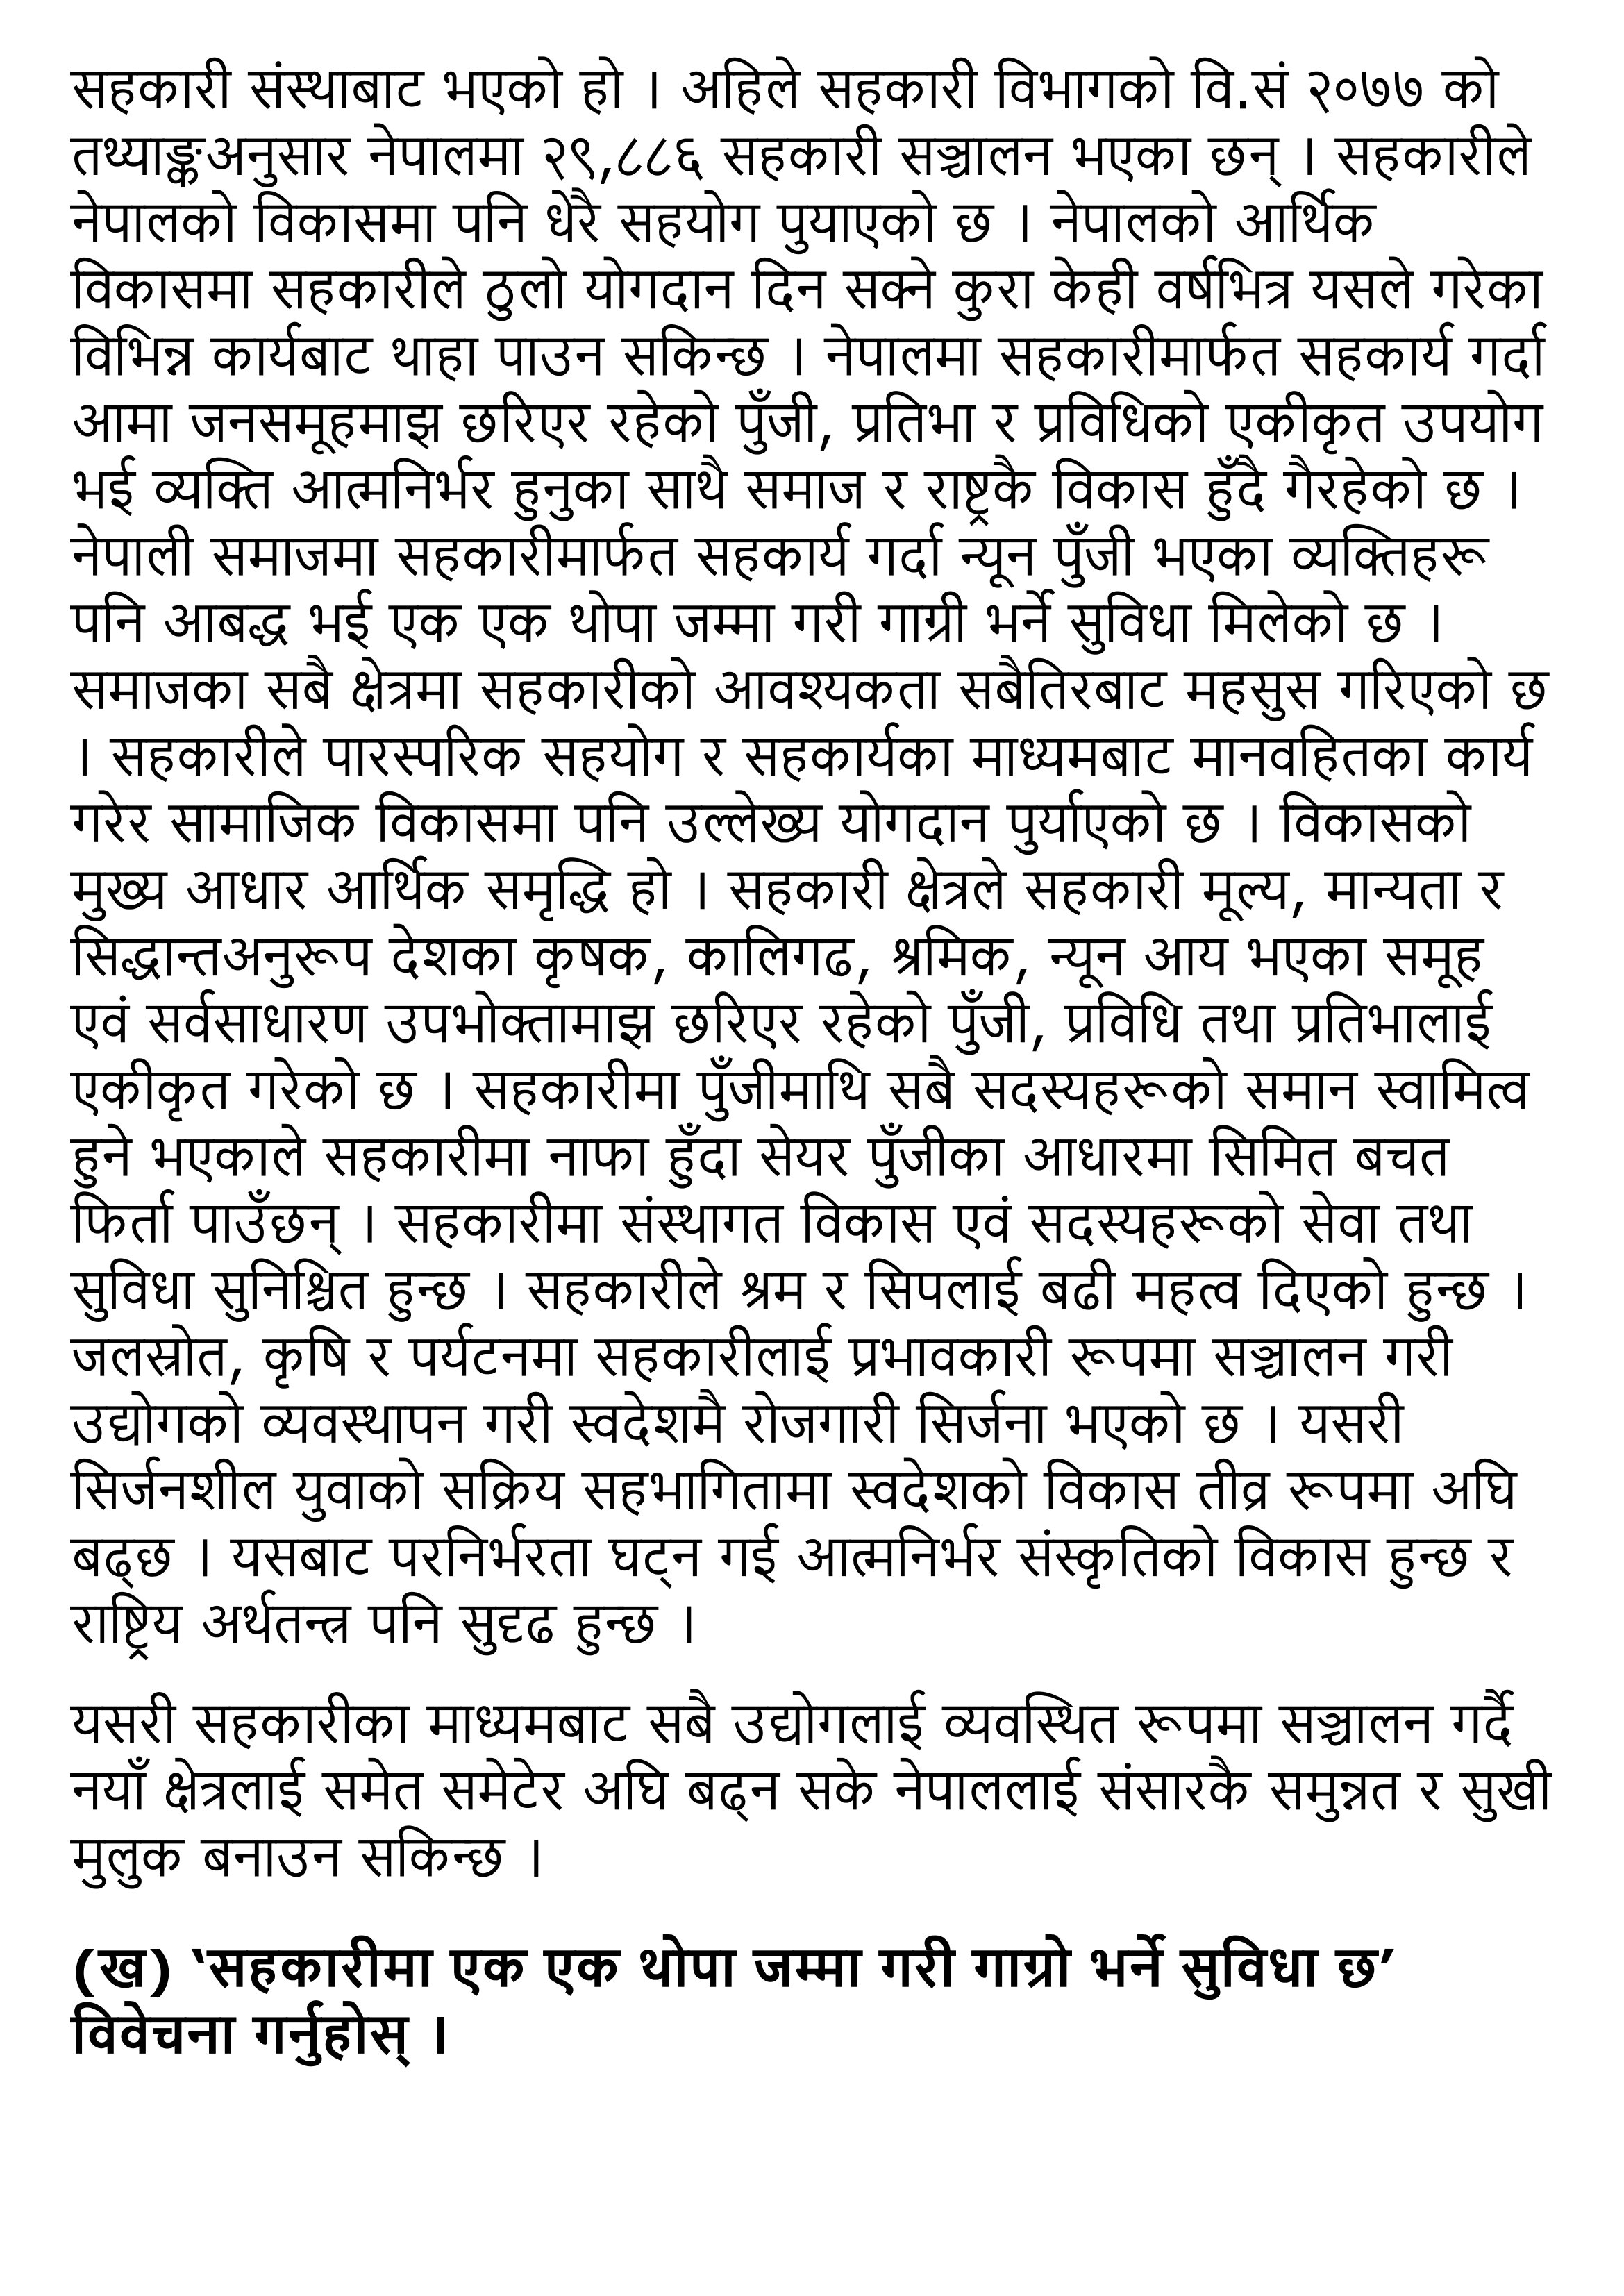 सहकारी संस्थाबाट भएको हो । अहिले सहकारी विभागको वि.सं २०७७ को
तथ्याङ्कअनुसार नेपालमा २९,८८६ सहकारी सञ्चालन भएका छन् । सहकारीले
नेपालको विकासमा पनि धेरै सहयोग पुयाएको छ । नेपालको आर्थिक
विकासमा सहकारीले ठुलो योगदान दिन सक्ने कुरा केही वर्षभित्र यसले गरेका
विभिन्न कार्यबाट थाहा पाउन सकिन्छ । नेपालमा सहकारीमार्फत सहकार्य गर्दा
आमा जनसमूहमाझ छरिएर रहेको पुँजी, प्रतिभा र प्रविधिको एकीकृत उपयोग
भई व्यक्ति आत्मनिर्भर हुनुका साथै समाज र राष्ट्रकै विकास हुँदै गैरहेको छ ।
नेपाली समाजमा सहकारीमार्फत सहकार्य गर्दा न्यून पुँजी भएका व्यक्तिहरू
पनि आबद्ध भई एक एक थोपा जम्मा गरी गाग्री भर्ने सुविधा मिलेको छ ।
समाजका सबै क्षेत्रमा सहकारीको आवश्यकता सबैतिरबाट महसुस गरिएको छ
। सहकारीले पारस्परिक सहयोग र सहकार्यका माध्यमबाट मानवहितका कार्य
गरेर सामाजिक विकासमा पनि उल्लेख्य योगदान पुर्याएको छ । विकासको
मुख्य आधार आर्थिक समृद्धि हो । सहकारी क्षेत्रले सहकारी मूल्य, मान्यता र
सिद्धान्तअनुरूप देशका कृषक, कालिगढ, श्रमिक, न्यून आय भएका समूह
एवं सर्वसाधारण उपभोक्तामाझ छरिएर रहेको पुँजी, प्रविधि तथा प्रतिभालाई
एकीकृत गरेको छ । सहकारीमा पुँजीमाथि सबै सदस्यहरूको समान स्वामित्व
हुने भएकाले सहकारीमा नाफा हुँदा सेयर पुँजीका आधारमा सिमित बचत
फिर्ता पाउँछन् । सहकारीमा संस्थागत विकास एवं सदस्यहरूको सेवा तथा
सुविधा सुनिश्चित हुन्छ । सहकारीले श्रम र सिपलाई बढी महत्व दिएको हुन्छ ।
जलस्रोत, कृषि र पर्यटनमा सहकारीलाई प्रभावकारी रूपमा सञ्चालन गरी
उद्योगको व्यवस्थापन गरी स्वदेशमै रोजगारी सिर्जना भएको छ । यसरी
सिर्जनशील युवाको सक्रिय सहभागितामा स्वदेशको विकास तीव्र रूपमा अघि
बढ्छ । यसबाट परनिर्भरता घट्न गई आत्मनिर्भर संस्कृतिको विकास हुन्छ र
राष्ट्रिय अर्थतन्त्र पनि सुदृढ हुन्छ ।
यसरी सहकारीका माध्यमबाट सबै उद्योगलाई व्यवस्थित रूपमा सञ्चालन गर्दै
नयाँ क्षेत्रलाई समेत समेटेर अघि बढ्न सके नेपाललाई संसारकै समुन्नत र सुखी
मुलुक बनाउन सकिन्छ ।
(ख) ‘सहकारीमा एक एक थोपा जम्मा गरी गाग्रो भर्ने सुविधा छ’
विवेचना गर्नुहोस् ।